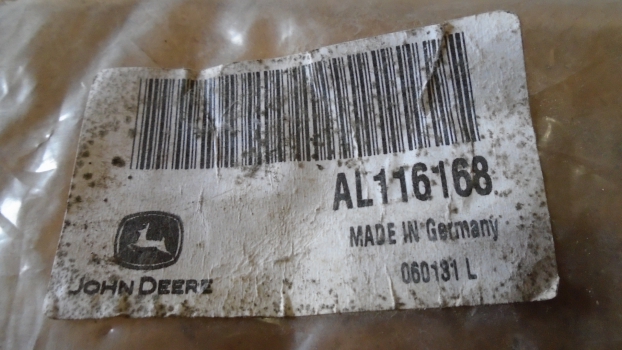 AL116168
MADE IN Germany
060131 L
JOHN DEERE